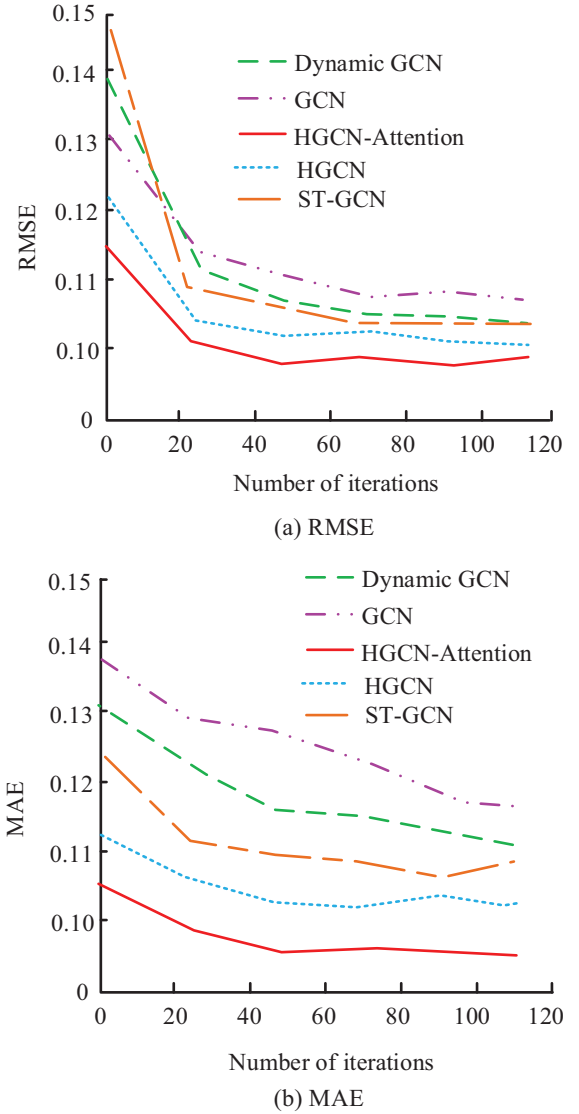 0.15
0.14
0.13
0.12
0.11
0.10
0
RMSE
Dynamic GCN
GCN
HGCN-Attention
HGCN
ST-GCN
0 20 40 60 80 100 120
Number of iterations
(a) RMSE
0.15
0.14
0.13
0.12
0.11
0.10
0
MAE
Dynamic GCN
GCN
HGCN-Attention
HGCN
ST-GCN
0 20 40 60 80 100 120
Number of iterations
(b) MAE